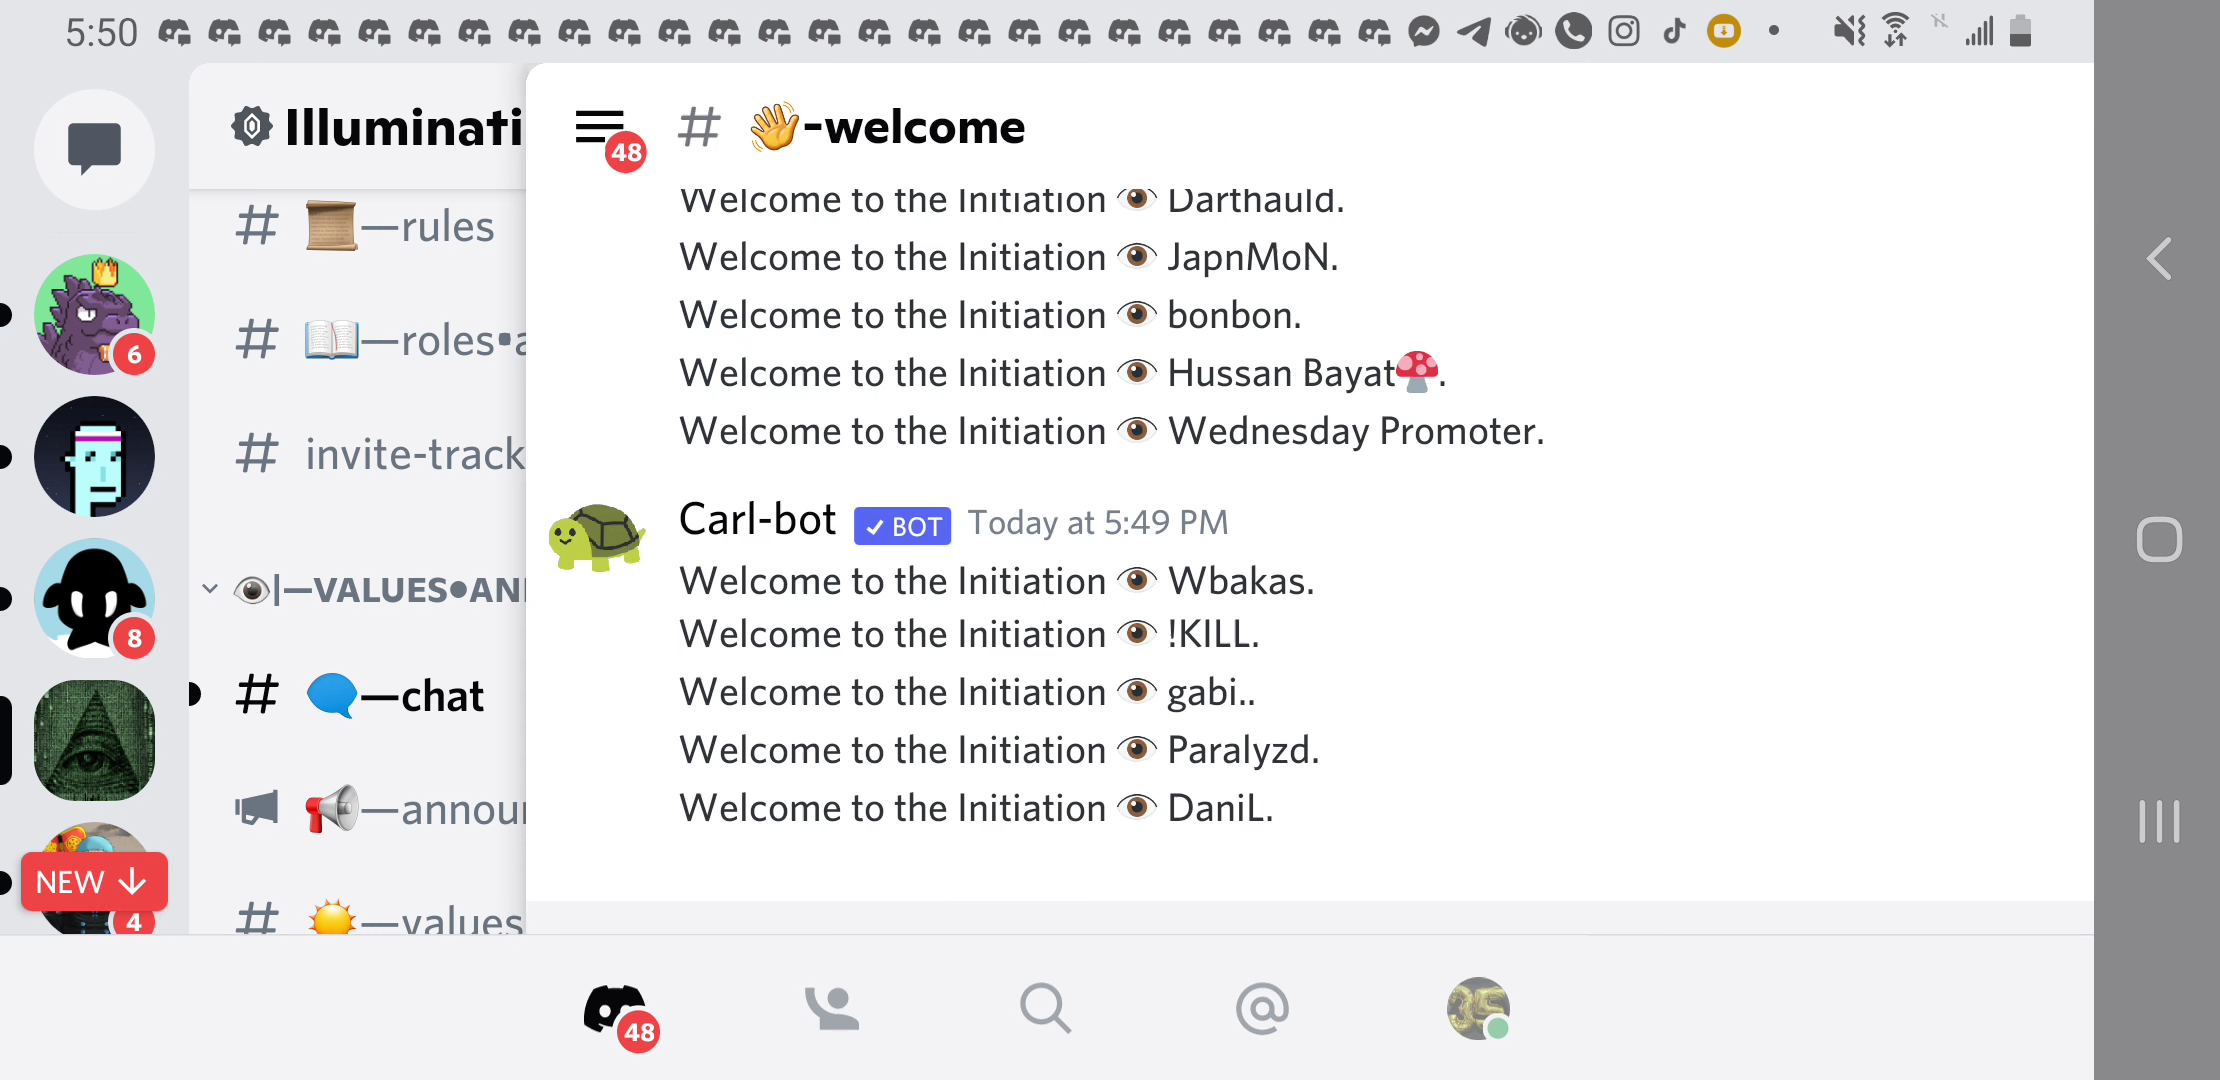 5:50
Illuminati
—rules
—roles•a
invite-track
|—VALUES●AN
—chat
—annou
—values
6
8
NEW
4
48
# 👋-welcome
Welcome to the Initiation 👁 Darthauld.
Welcome to the Initiation 👁 JapnMoN.
Welcome to the Initiation 👁 bonbon.
Welcome to the Initiation 👁 Hussan Bayat🍄.
Welcome to the Initiation 👁 Wednesday Promoter.
Carl-bot ✓ BOT Today at 5:49 PM
Welcome to the Initiation 👁 Wbakas.
Welcome to the Initiation 👁 !KILL.
Welcome to the Initiation 👁 gabi..
Welcome to the Initiation 👁 Paralyzd.
Welcome to the Initiation 👁 DaniL.
48